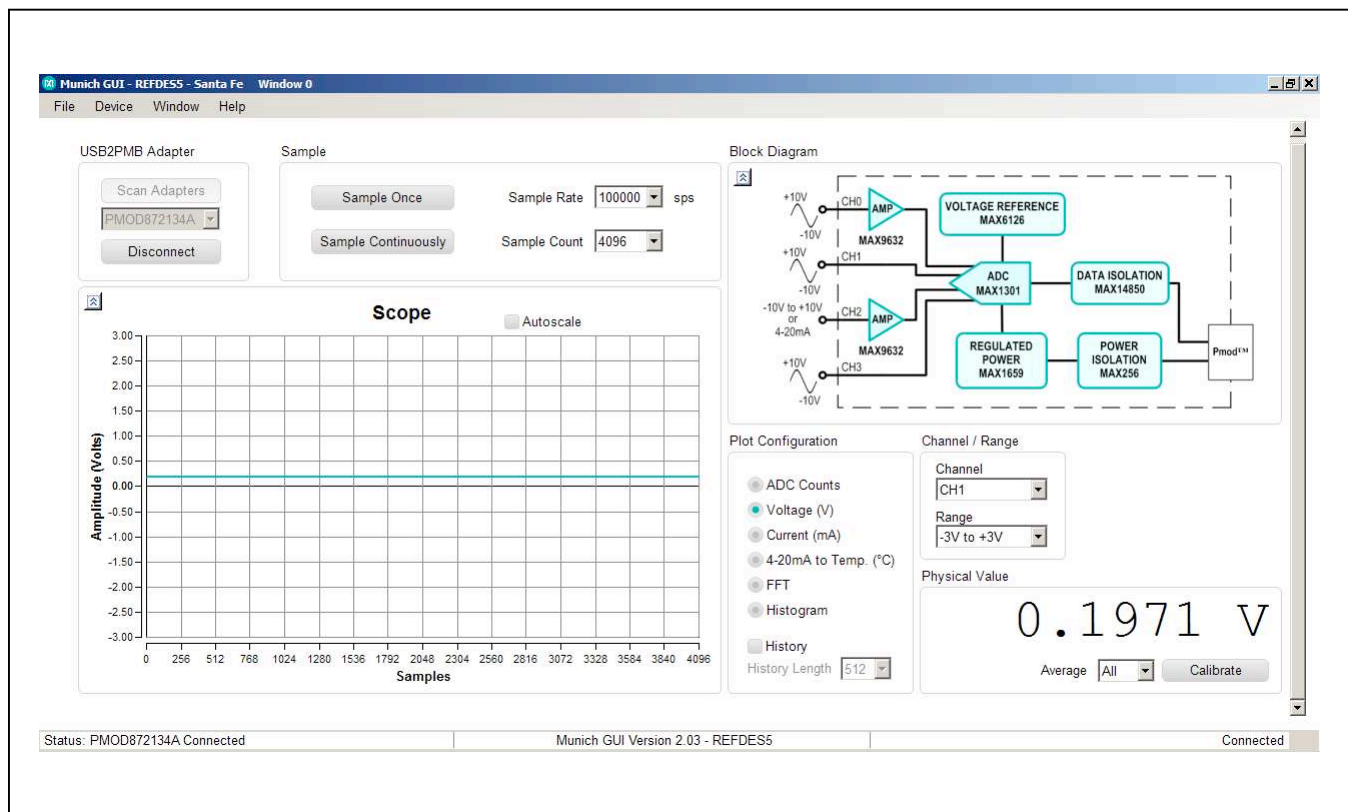 Munich GUI - REFDES5 - Santa Fe Window 0
File Device Window Help
USB2PMB Adapter
Scan Adapters
PMOD872134A
Disconnect
Sample
Sample Once
Sample Rate 100000 sps
Sample Continuously
Sample Count 4096
Scope
Autoscale
Amplitude (Volts)
3.00
2.50
2.00
1.50
1.00
0.50
0.00
-0.50
-1.00
-1.50
-2.00
-2.50
-3.00
0 256 512 768 1024 1280 1536 1792 2048 2304 2560 2816 3072 3328 3584 3840 4096
Samples
Block Diagram
+10V
-10V
CH0
AMP
MAX9632
VOLTAGE REFERENCE
MAX6126
+10V
-10V
CH1
ADC
MAX1301
DATA ISOLATION
MAX14850
-10V to +10V
or
4-20mA
CH2
AMP
MAX9632
REGULATED
POWER
MAX1659
POWER
ISOLATION
MAX256
Pmod™
+10V
-10V
CH3
Plot Configuration
ADC Counts
Voltage (V)
Current (mA)
4-20mA to Temp. (°C)
FFT
Histogram
History
History Length 512
Channel / Range
Channel
CH1
Range
-3V to +3V
Physical Value
0.1971 V
Average All Calibrate
Status: PMOD872134A Connected
Munich GUI Version 2.03 - REFDES5
Connected